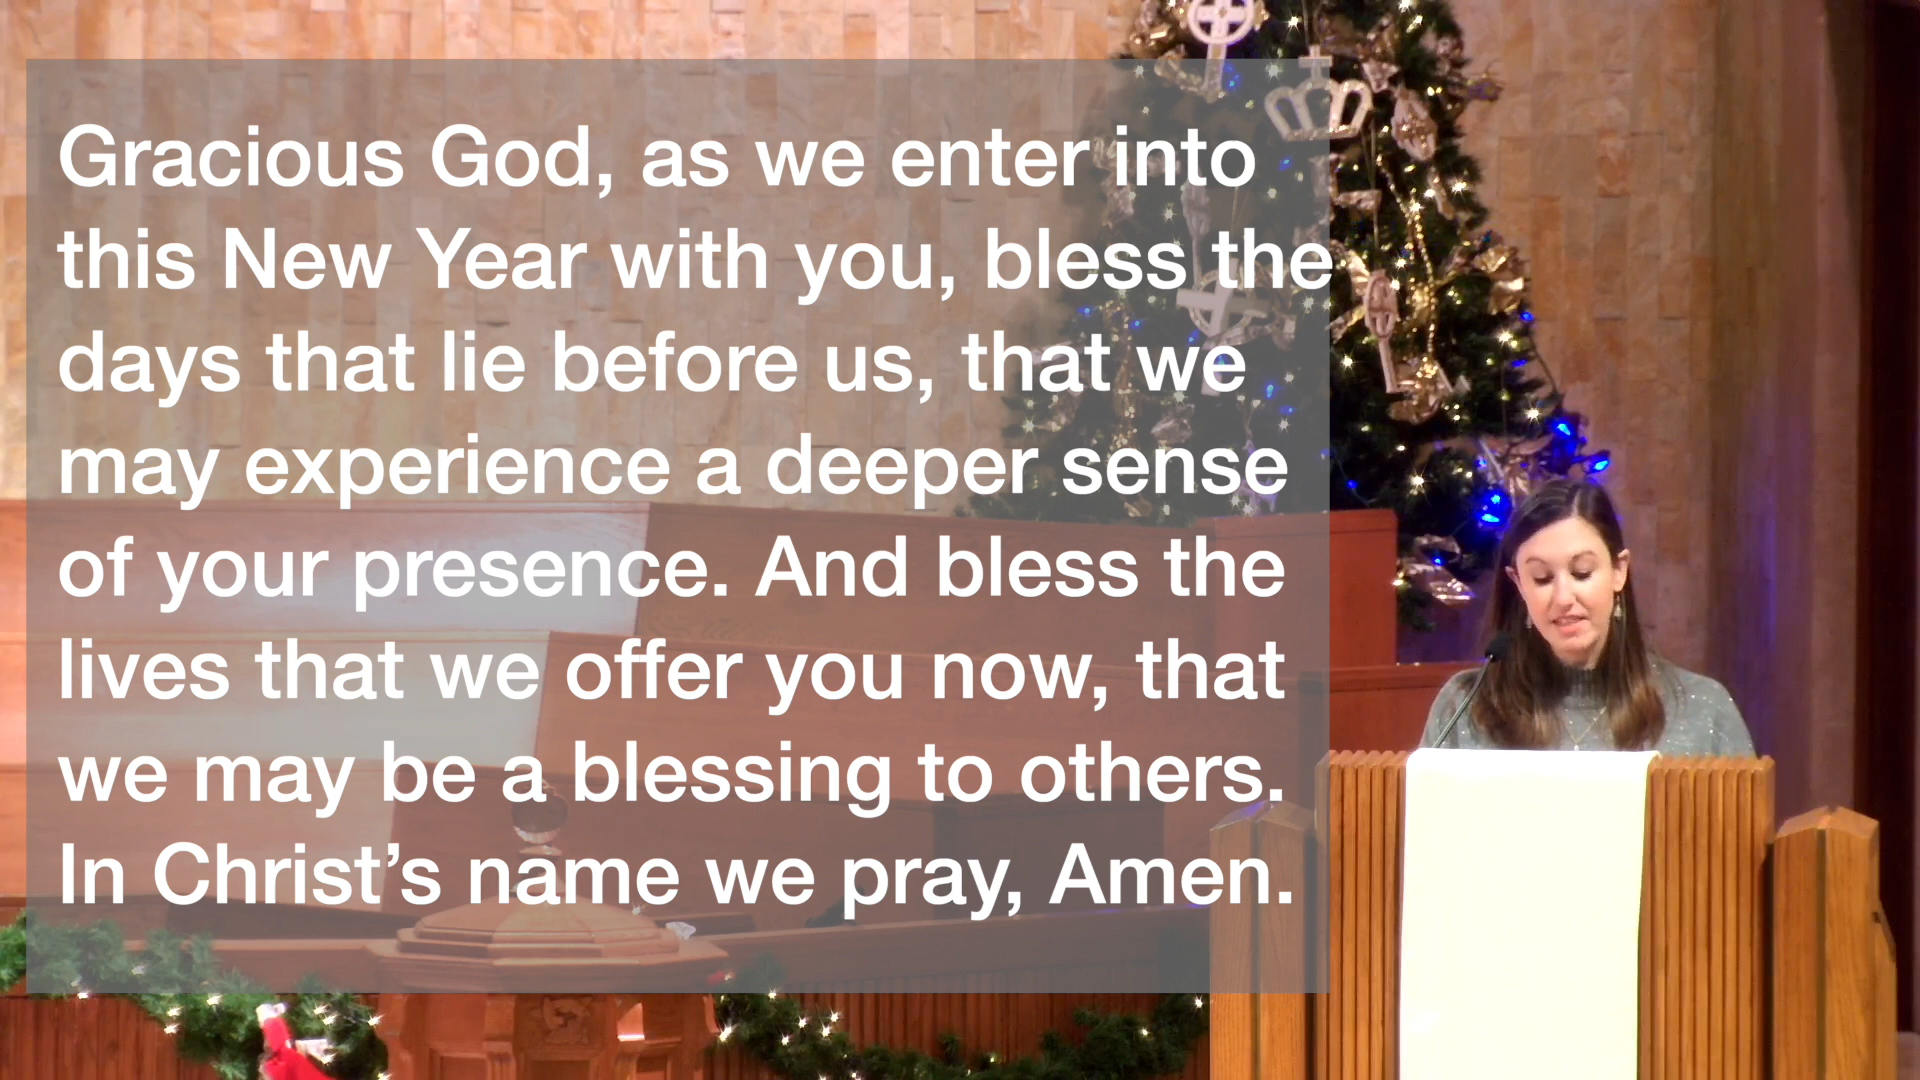 Gracious God, as we enter into
this New Year with you, bless the
days that lie before us, that we
may experience a deeper sense
of your presence. And bless the
lives that we offer you now, that
we may be a blessing to others.
In Christ’s name we pray, Amen.